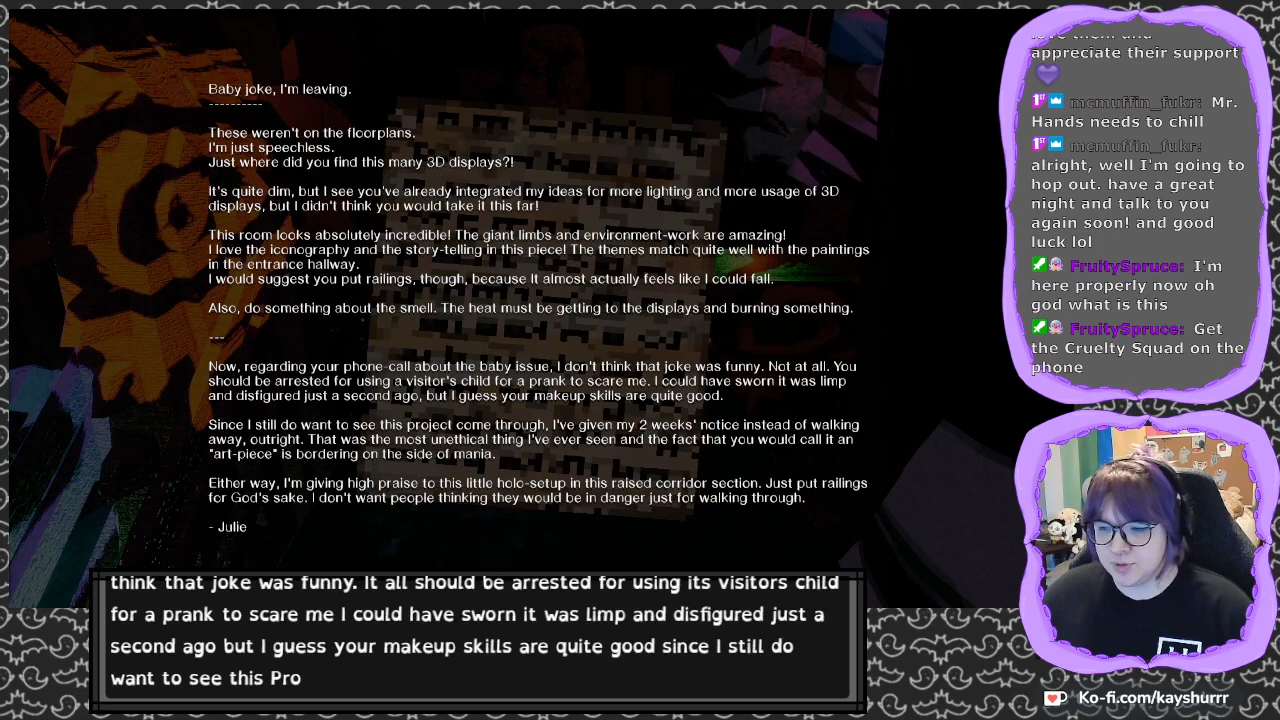 Baby joke, I'm leaving.
----------
These weren't on the floorplans.
I'm just speechless.
Just where did you find this many 3D displays?!
It's quite dim, but I see you've already integrated my ideas for more lighting and more usage of 3D
displays, but I didn't think you would take it this far!
This room looks absolutely incredible! The giant limbs and environment-work are amazing!
I love the iconography and the story-telling in this piece! The themes match quite well with the paintings
in the entrance hallway.
I would suggest you put railings, though, because It almost actually feels like I could fall.
Also, do something about the smell. The heat must be getting to the displays and burning something.
---
Now, regarding your phone-call about the baby issue, I don't think that joke was funny. Not at all. You
should be arrested for using a visitor's child for a prank to scare me. I could have sworn it was limp
and disfigured just a second ago, but I guess your makeup skills are quite good.
Since I still do want to see this project come through, I've given my 2 weeks' notice instead of walking
away, outright. That was the most unethical thing I've ever seen and the fact that you would call it an
"art-piece" is bordering on the side of mania.
Either way, I'm giving high praise to this little holo-setup in this raised corridor section. Just put railings
for God's sake. I don't want people thinking they would be in danger just for walking through.
- Julie
think that joke was funny. It all should be arrested for using its visitors child
for a prank to scare me I could have sworn it was limp and disfigured just a
second ago but I guess your makeup skills are quite good since I still do
want to see this Pro
love them and
appreciate their support
mcmuffin_fukr: Mr.
Hands needs to chill
mcmuffin_fukr:
alright, well I'm going to
hop out. have a great
night and talk to you
again soon! and good
luck lol
FruitySpruce: I'm
here properly now oh
god what is this
FruitySpruce: Get
the Cruelty Squad on the
phone
Ko-fi.com/kayshurrr